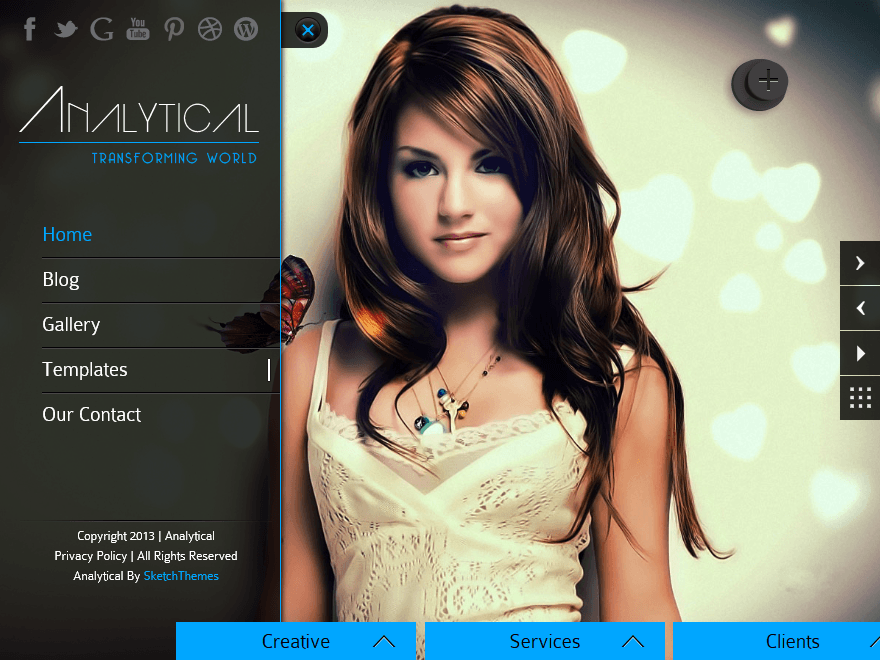 You
Tube
ANALYTICAL
TRANSFORMING WORLD
Home
Blog
Gallery
Templates
Our Contact
Copyright 2013 | Analytical
Privacy Policy | All Rights Reserved
Analytical By SketchThemes
Creative
Services
Clients